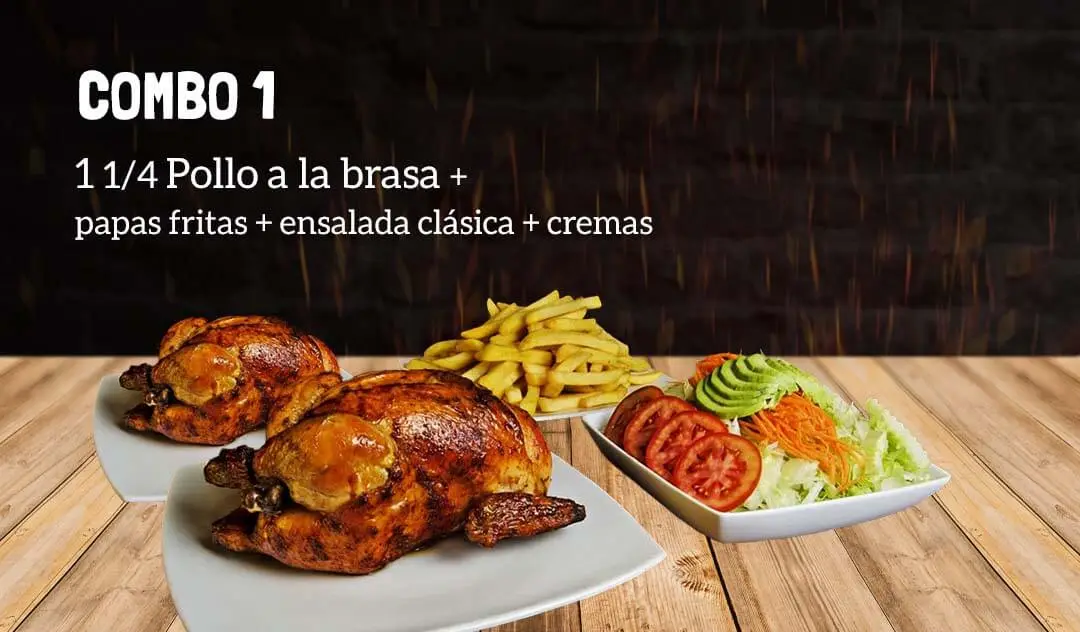 COMBO 1
1 1/4 Pollo a la brasa +
papas fritas + ensalada clásica + cremas